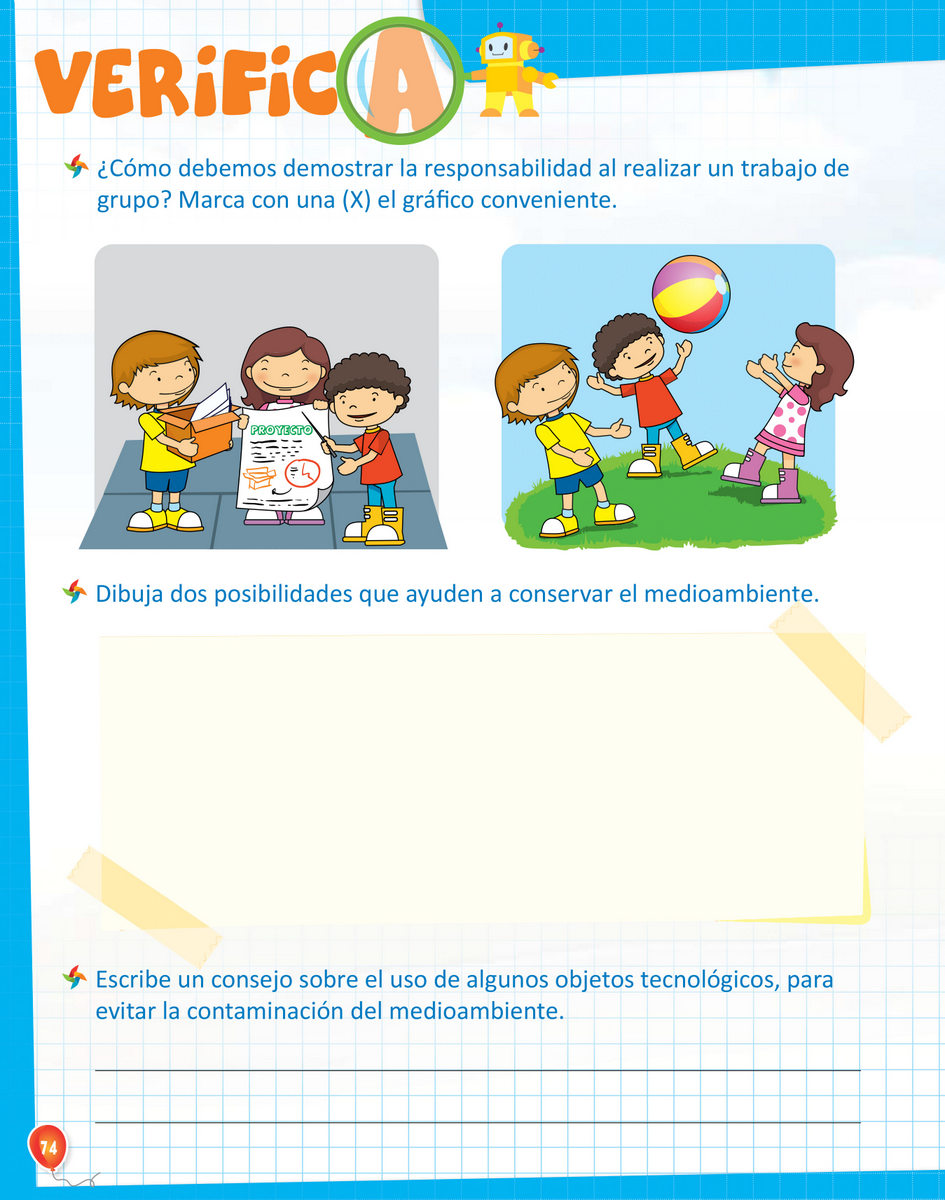 VERiFiCA
¿Cómo debemos demostrar la responsabilidad al realizar un trabajo de
grupo? Marca con una (X) el gráfico conveniente.
PROYECTO
Dibuja dos posibilidades que ayuden a conservar el medioambiente.
Escribe un consejo sobre el uso de algunos objetos tecnológicos, para
evitar la contaminación del medioambiente.
74